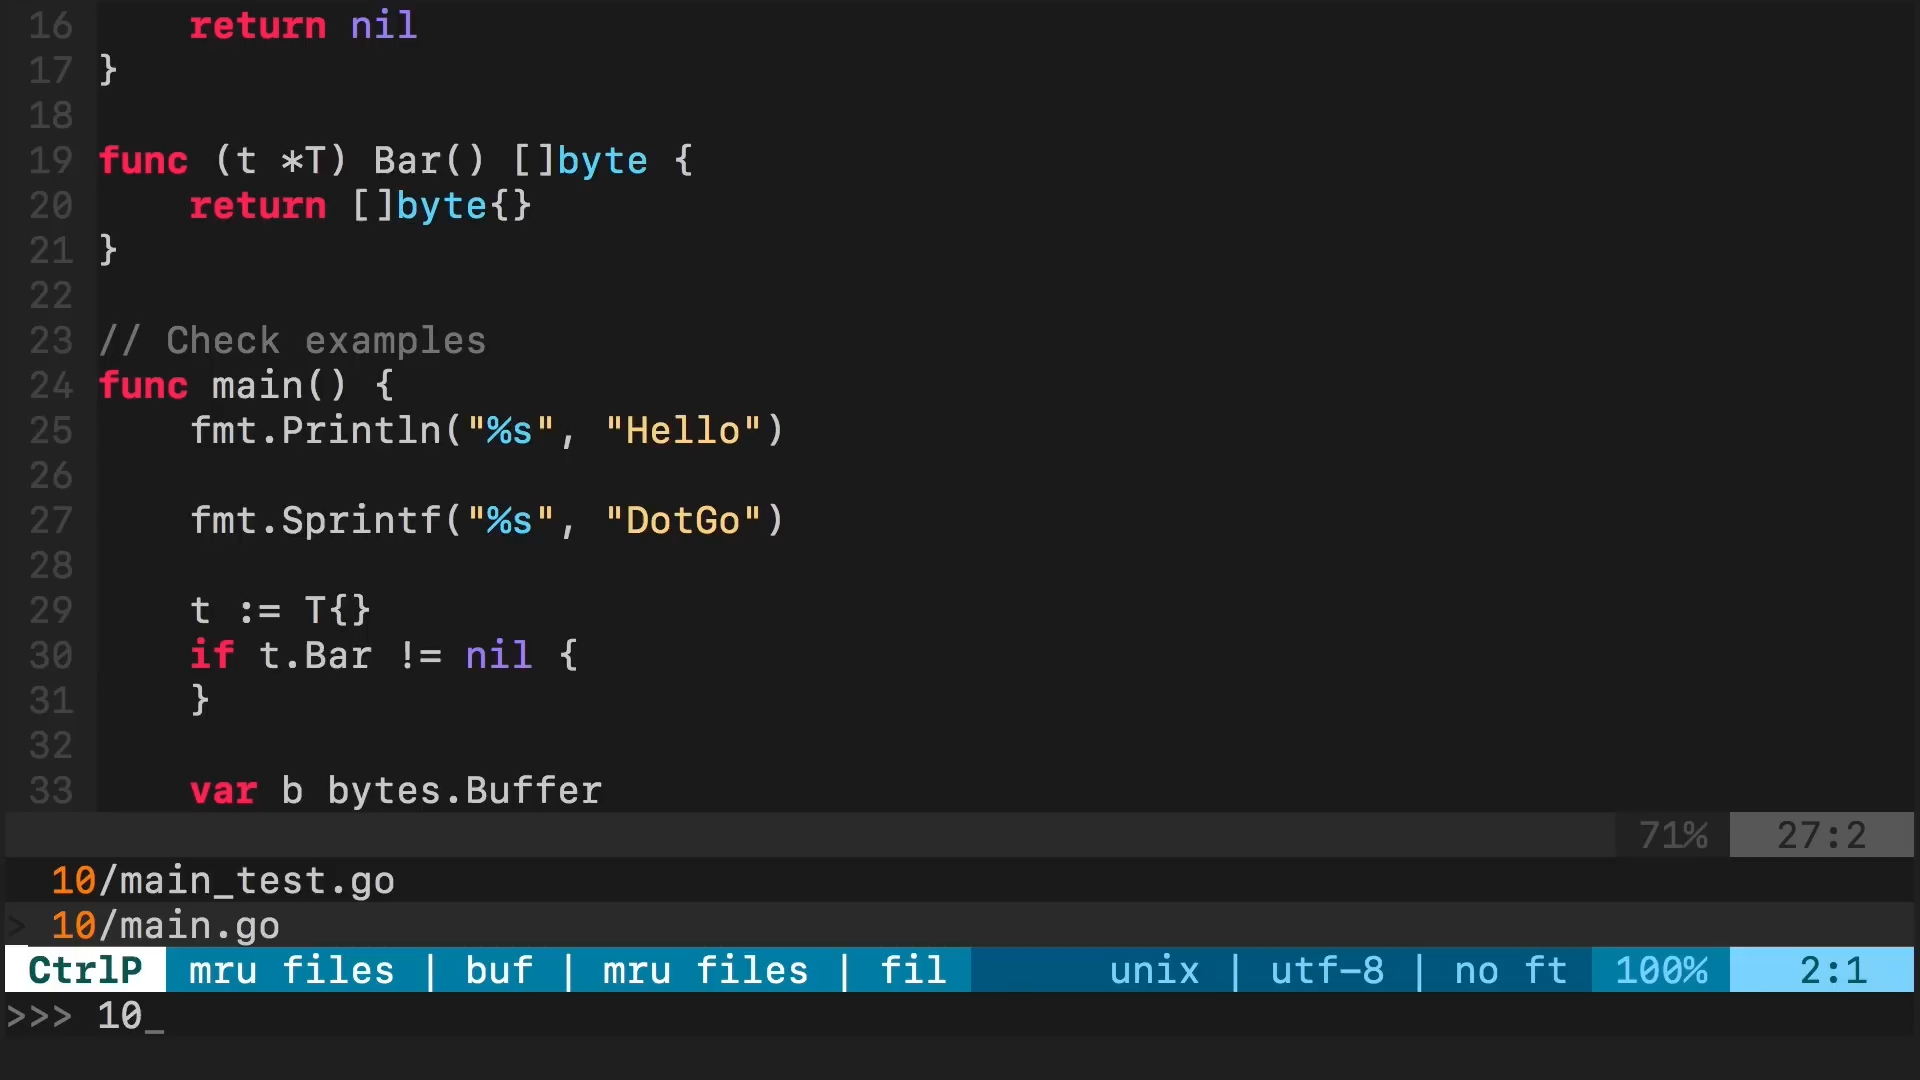 16     return nil
17 }
18
19 func (t *T) Bar() []byte {
20     return []byte{}
21 }
22
23 // Check examples
24 func main() {
25     fmt.Println("%s", "Hello")
26
27     fmt.Sprintf("%s", "DotGo")
28
29     t := T{}
30     if t.Bar != nil {
31     }
32
33     var b bytes.Buffer
71% 27:2
10/main_test.go
> 10/main.go
CtrlP mru files | buf | mru files | fil unix | utf-8 | no ft 100% 2:1
>>> 10_